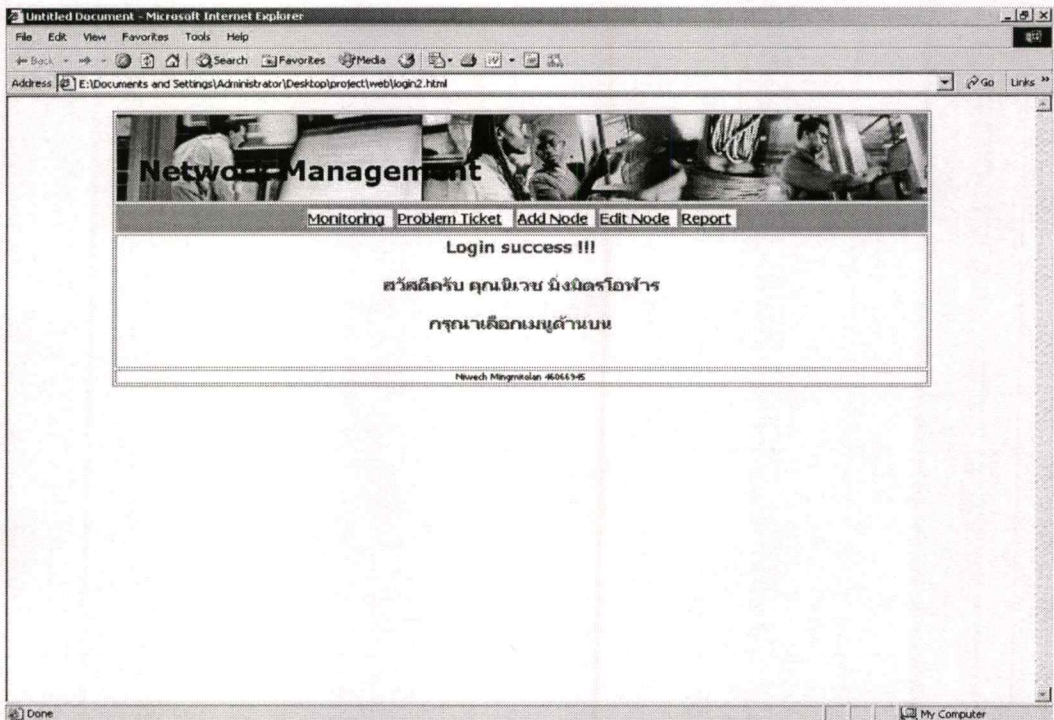 Untitled Document - Microsoft Internet Explorer
File Edit View Favorites Tools Help
Back Search Favorites Media
Address E:\Documents and Settings\Administrator\Desktop\project\web\login2.html Go Links »
Network Management
Monitoring Problem Ticket Add Node Edit Node Report
Login success !!!
สวัสดีครับ คุณนิเวช มิ่งมิตรโอฬาร
กรุณาเลือกเมนูด้านบน
Niwech Mingmitolan
Done My Computer